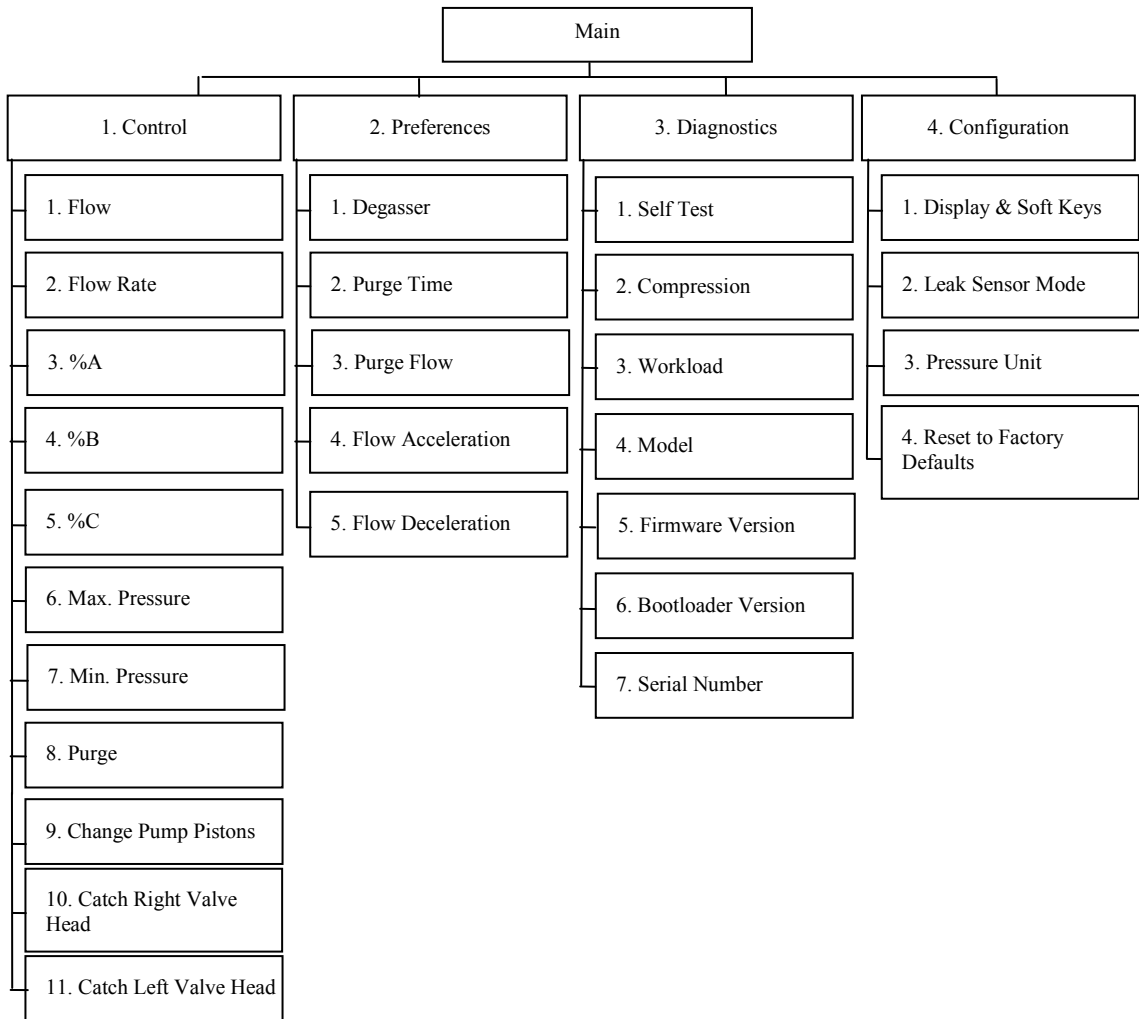 Main
1. Control
2. Preferences
3. Diagnostics
4. Configuration
1. Flow
2. Flow Rate
3. %A
4. %B
5. %C
6. Max. Pressure
7. Min. Pressure
8. Purge
9. Change Pump Pistons
10. Catch Right Valve
Head
11. Catch Left Valve Head
1. Degasser
2. Purge Time
3. Purge Flow
4. Flow Acceleration
5. Flow Deceleration
1. Self Test
2. Compression
3. Workload
4. Model
5. Firmware Version
6. Bootloader Version
7. Serial Number
1. Display & Soft Keys
2. Leak Sensor Mode
3. Pressure Unit
4. Reset to Factory
Defaults